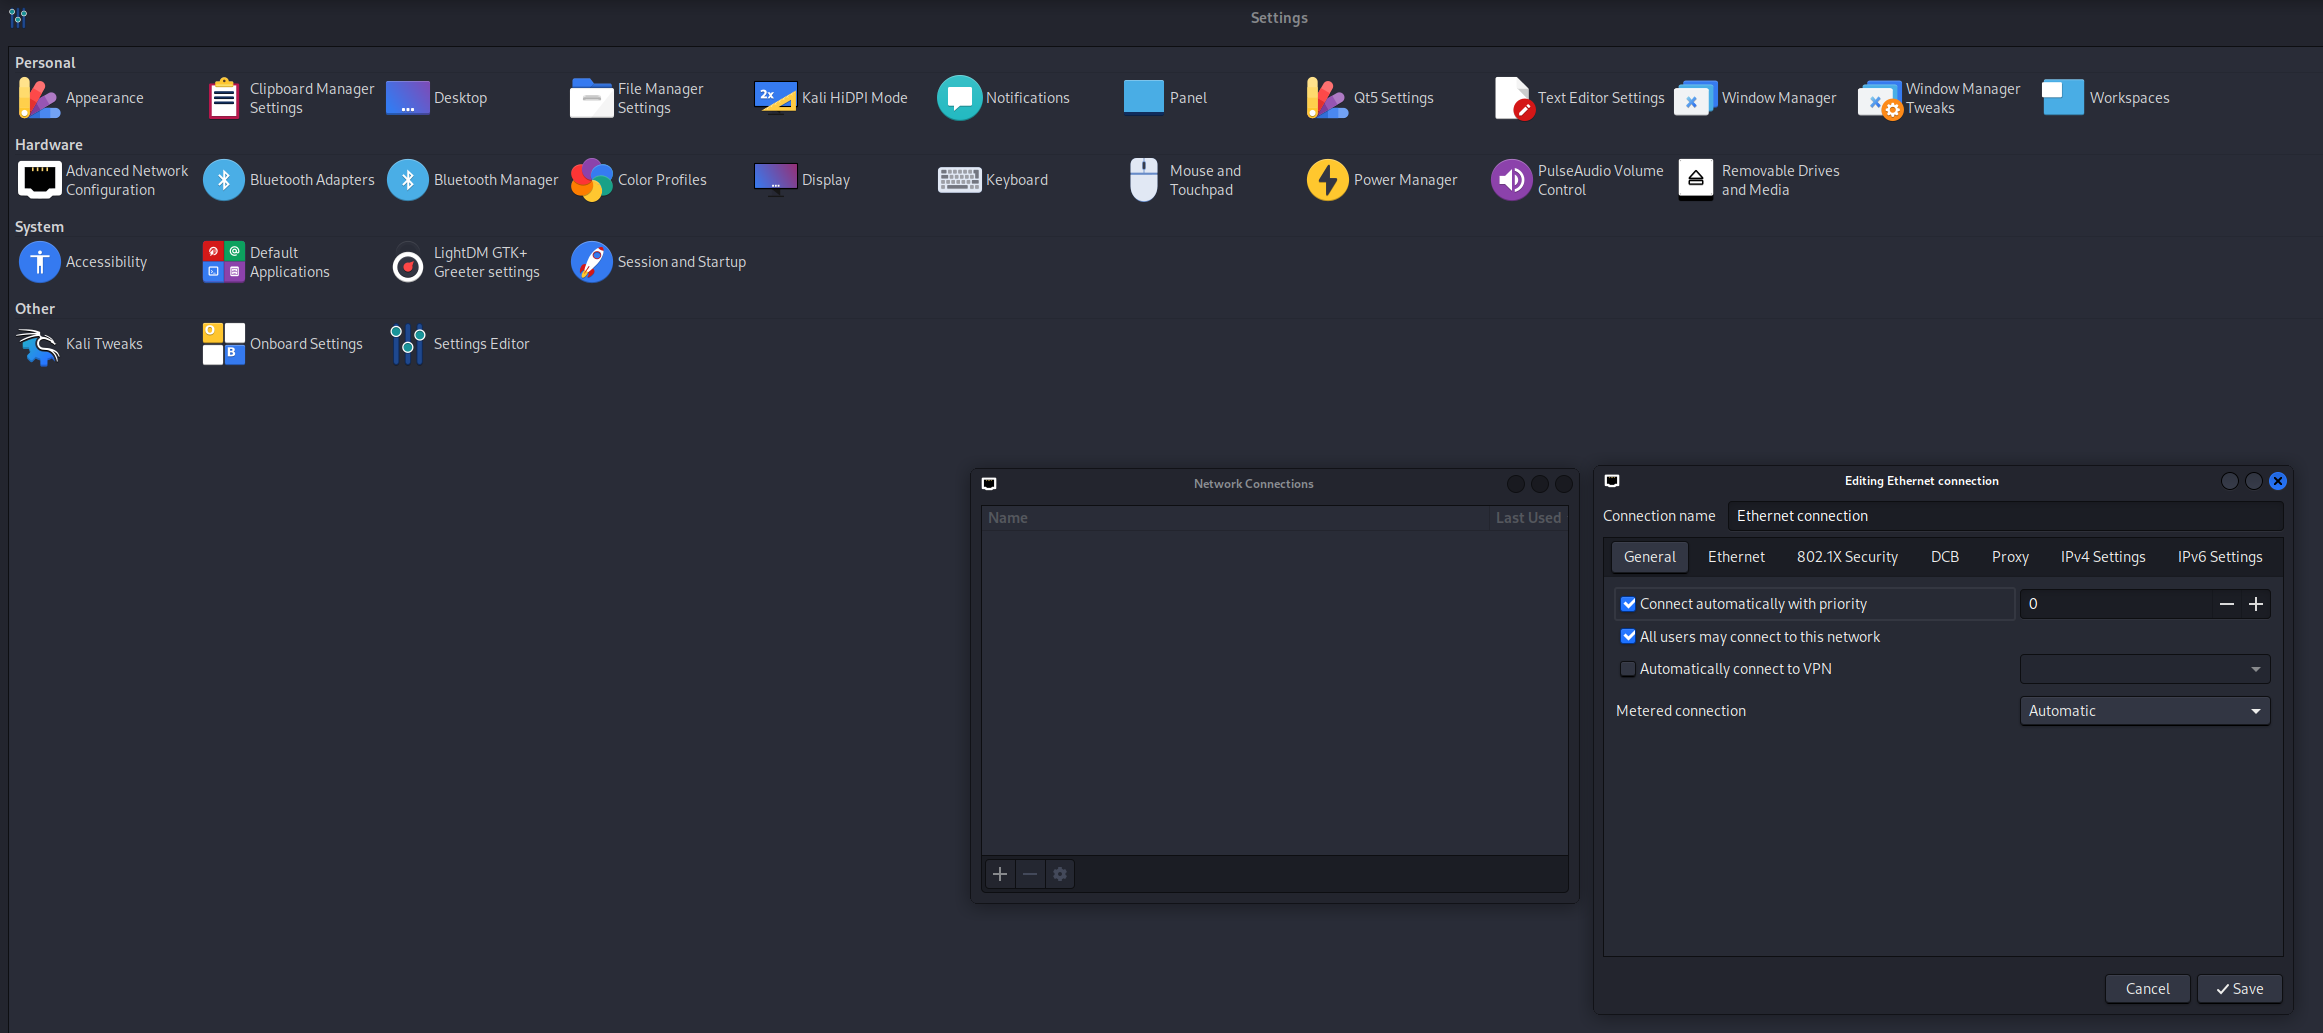 Settings
Personal
Appearance
Clipboard Manager
Settings
Desktop
File Manager
Settings
2x
Kali HiDPI Mode
Notifications
Panel
Qt5 Settings
Text Editor Settings
Window Manager
Window Manager
Tweaks
Workspaces
Hardware
Advanced Network
Configuration
Bluetooth Adapters
Bluetooth Manager
Color Profiles
Display
Keyboard
Mouse and
Touchpad
Power Manager
PulseAudio Volume
Control
Removable Drives
and Media
System
Accessibility
Default
Applications
LightDM GTK+
Greeter settings
Session and Startup
Other
Kali Tweaks
O
B
Onboard Settings
Settings Editor
Network Connections
Name
Last Used
Editing Ethernet connection
Connection name
Ethernet connection
General
Ethernet
802.1X Security
DCB
Proxy
IPv4 Settings
IPv6 Settings
Connect automatically with priority
0
All users may connect to this network
Automatically connect to VPN
Metered connection
Automatic
Cancel
Save